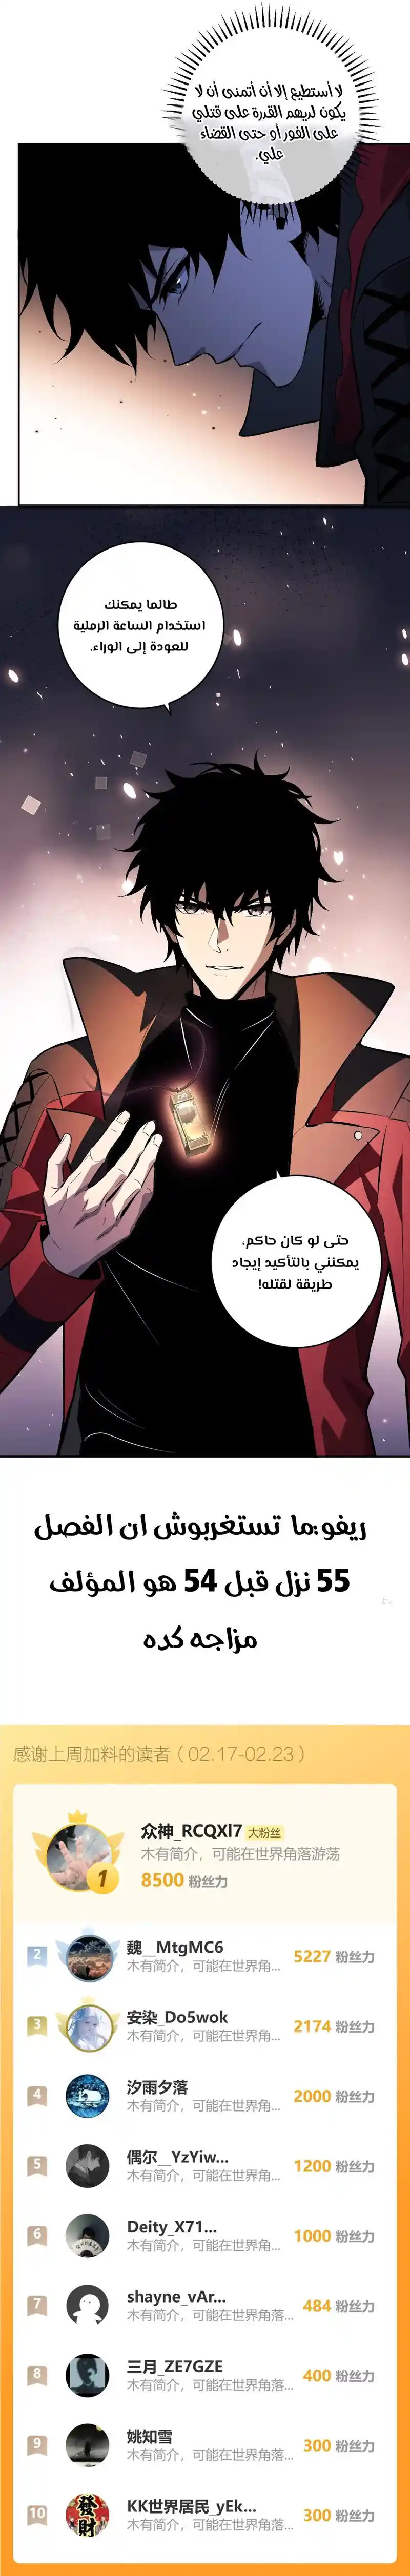 لا أستطيع إلا أن أتمنى أن لا
يكون لديهم القدرة على قتلي
على الفور أو حتى القضاء
علي.
طالما يمكنك
استخدام الساعة الرملية
للعودة إلى الوراء.
حتى لو كان حاكم،
يمكنني بالتأكيد إيجاد
طريقة لقتله!
ريفو:ما تستغربوش ان الفصل
55 نزل قبل 54 هو المؤلف
مزاجه كده
感谢上周加料的读者（02.17-02.23）
众神_RCQXl7 大粉丝
木有简介，可能在世界角落游荡
1
8500 粉丝力
2
魏__MtgMC6
木有简介，可能在世界角...
5227 粉丝力
3
安染_Do5wok
木有简介，可能在世界角...
2174 粉丝力
4
汐雨夕落
木有简介，可能在世界角...
2000 粉丝力
5
偶尔__YzYiw...
木有简介，可能在世界角...
1200 粉丝力
6
Deity_X71...
木有简介，可能在世界角...
1000 粉丝力
7
shayne_vAr...
木有简介，可能在世界角落...
484 粉丝力
8
三月_ZE7GZE
木有简介，可能在世界角落...
400 粉丝力
9
姚知雪
木有简介，可能在世界角落...
300 粉丝力
10
發財
KK世界居民_yEk...
木有简介，可能在世界角落...
300 粉丝力